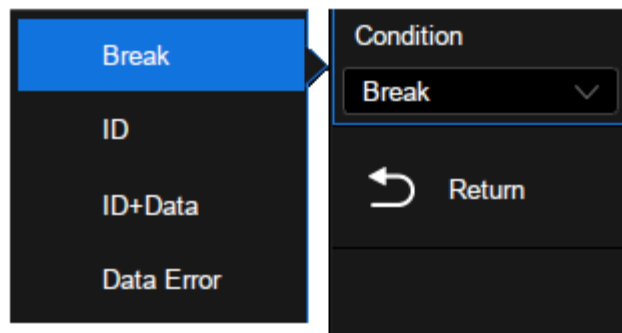 Break
ID
ID+Data
Data Error
Condition
Break
Return